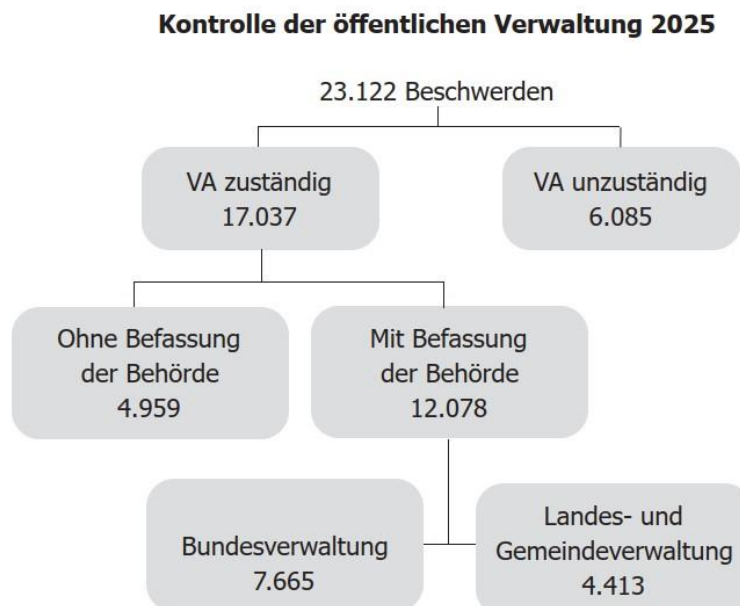 Kontrolle der öffentlichen Verwaltung 2025
23.122 Beschwerden
VA zuständig
17.037
VA unzuständig
6.085
Ohne Befassung
der Behörde
4.959
Mit Befassung
der Behörde
12.078
Bundesverwaltung
7.665
Landes- und
Gemeindeverwaltung
4.413